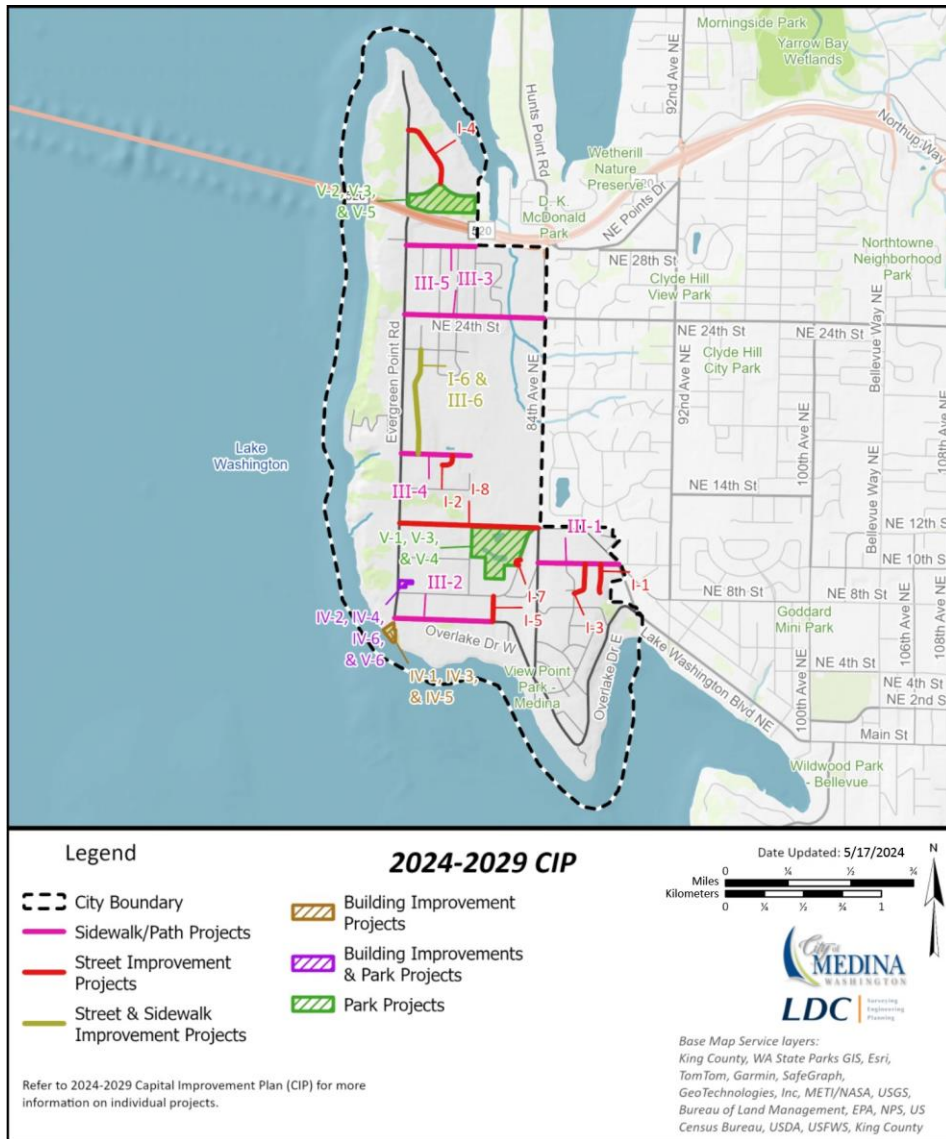 Morningside Park
Yarrow Bay
Wetlands
92nd Ave NE
Hunts Point Rd
Northup Way
I-4
Wetherill
Nature
Preserve
520
V-2, V-3,
& V-5
520
D. K.
McDonald
Park
NE Points Dr
520
NE 28th St
Northtowne
Neighborhood
Park
Clyde Hill
View Park
III-5
III-3
NE 24th St
NE 24th St
NE 24th St
Bellevue Way NE
Evergreen Point Rd
84th Ave NE
Clyde Hill
City Park
I-6 &
III-6
92nd Ave NE
100th Ave NE
108th Ave NE
Lake
Washington
III-4
I-2
I-8
NE 14th St
Bellevue Way NE
NE 12th St
V-1, V-3,
& V-4
III-1
NE 10th St
III-2
I-7
I-1
NE 8th St
NE 8th St
IV-2, IV-4,
IV-6,
& V-6
I-5
I-3
Goddard
Mini Park
106th Ave NE
108th Ave NE
Overlake Dr W
Overlake Dr E
Lake Washington Blvd NE
NE 4th St
NE 4th St
IV-1, IV-3,
& IV-5
View Point
Park -
Medina
100th Ave NE
NE 2nd St
Main St
Wildwood Park
- Bellevue
Legend
2024-2029 CIP
Date Updated: 5/17/2024
N
Miles
0 ¼ ½ ¾
Kilometers
0 ¼ ½ ¾ 1
City Boundary
Sidewalk/Path Projects
Street Improvement
Projects
Street & Sidewalk
Improvement Projects
Building Improvement
Projects
Building Improvements
& Park Projects
Park Projects
City of
MEDINA
WASHINGTON
LDC
Surveying
Engineering
Planning
Refer to 2024-2029 Capital Improvement Plan (CIP) for more
information on individual projects.
Base Map Service layers:
King County, WA State Parks GIS, Esri,
TomTom, Garmin, SafeGraph,
GeoTechnologies, Inc, METI/NASA, USGS,
Bureau of Land Management, EPA, NPS, US
Census Bureau, USDA, USFWS, King County